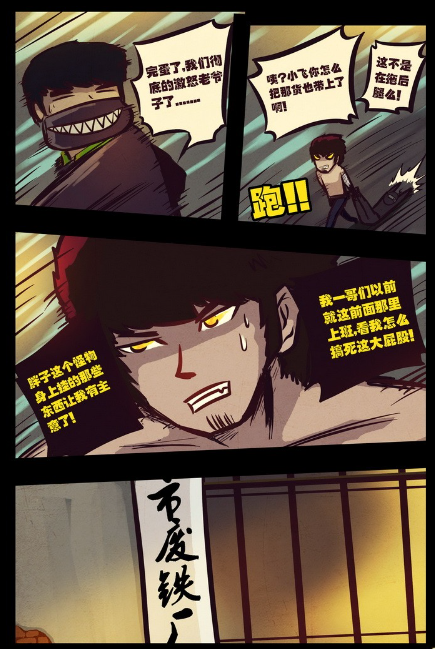 完蛋了,我们彻
底的激怒老爷
子了.......
咦?小飞你怎么
把那货也带上了
啊!
这不是
在拖后
腿么!
跑!!
我一哥们以前
就这前面那里
上班,看我怎么
搞死这大屁股!
胖子这个怪物
身上挂的那些
东西让我有主
意了!
市废铁一